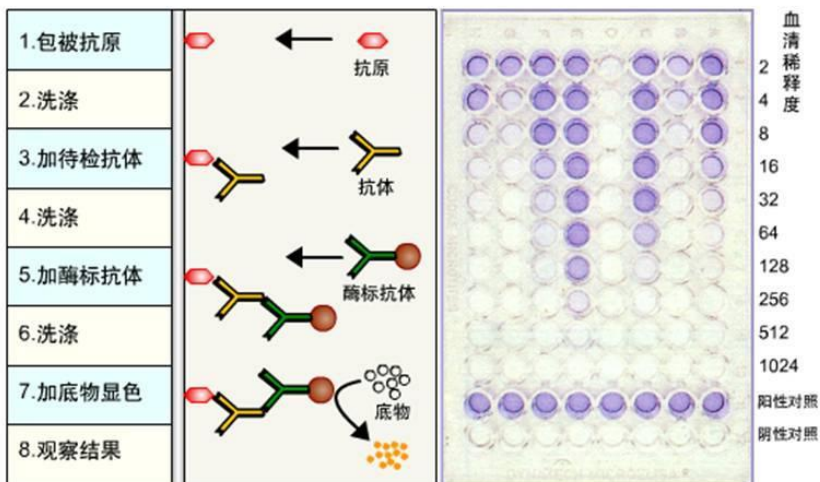 1.包被抗原
2.洗涤
3.加待检抗体
4.洗涤
5.加酶标抗体
6.洗涤
7.加底物显色
8.观察结果
抗原
抗体
酶标抗体
底物
血清稀释度
2
4
8
16
32
64
128
256
512
1024
阳性对照
阴性对照